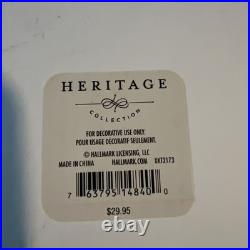 HERITAGE
COLLECTION
FOR DECORATIVE USE ONLY.
POUR USAGE DÉCORATIF SEULEMENT.
© HALLMARK LICENSING, LLC
MADE IN CHINA HALLMARK.COM 0XT2173
7 63795 14840 0
$29.95